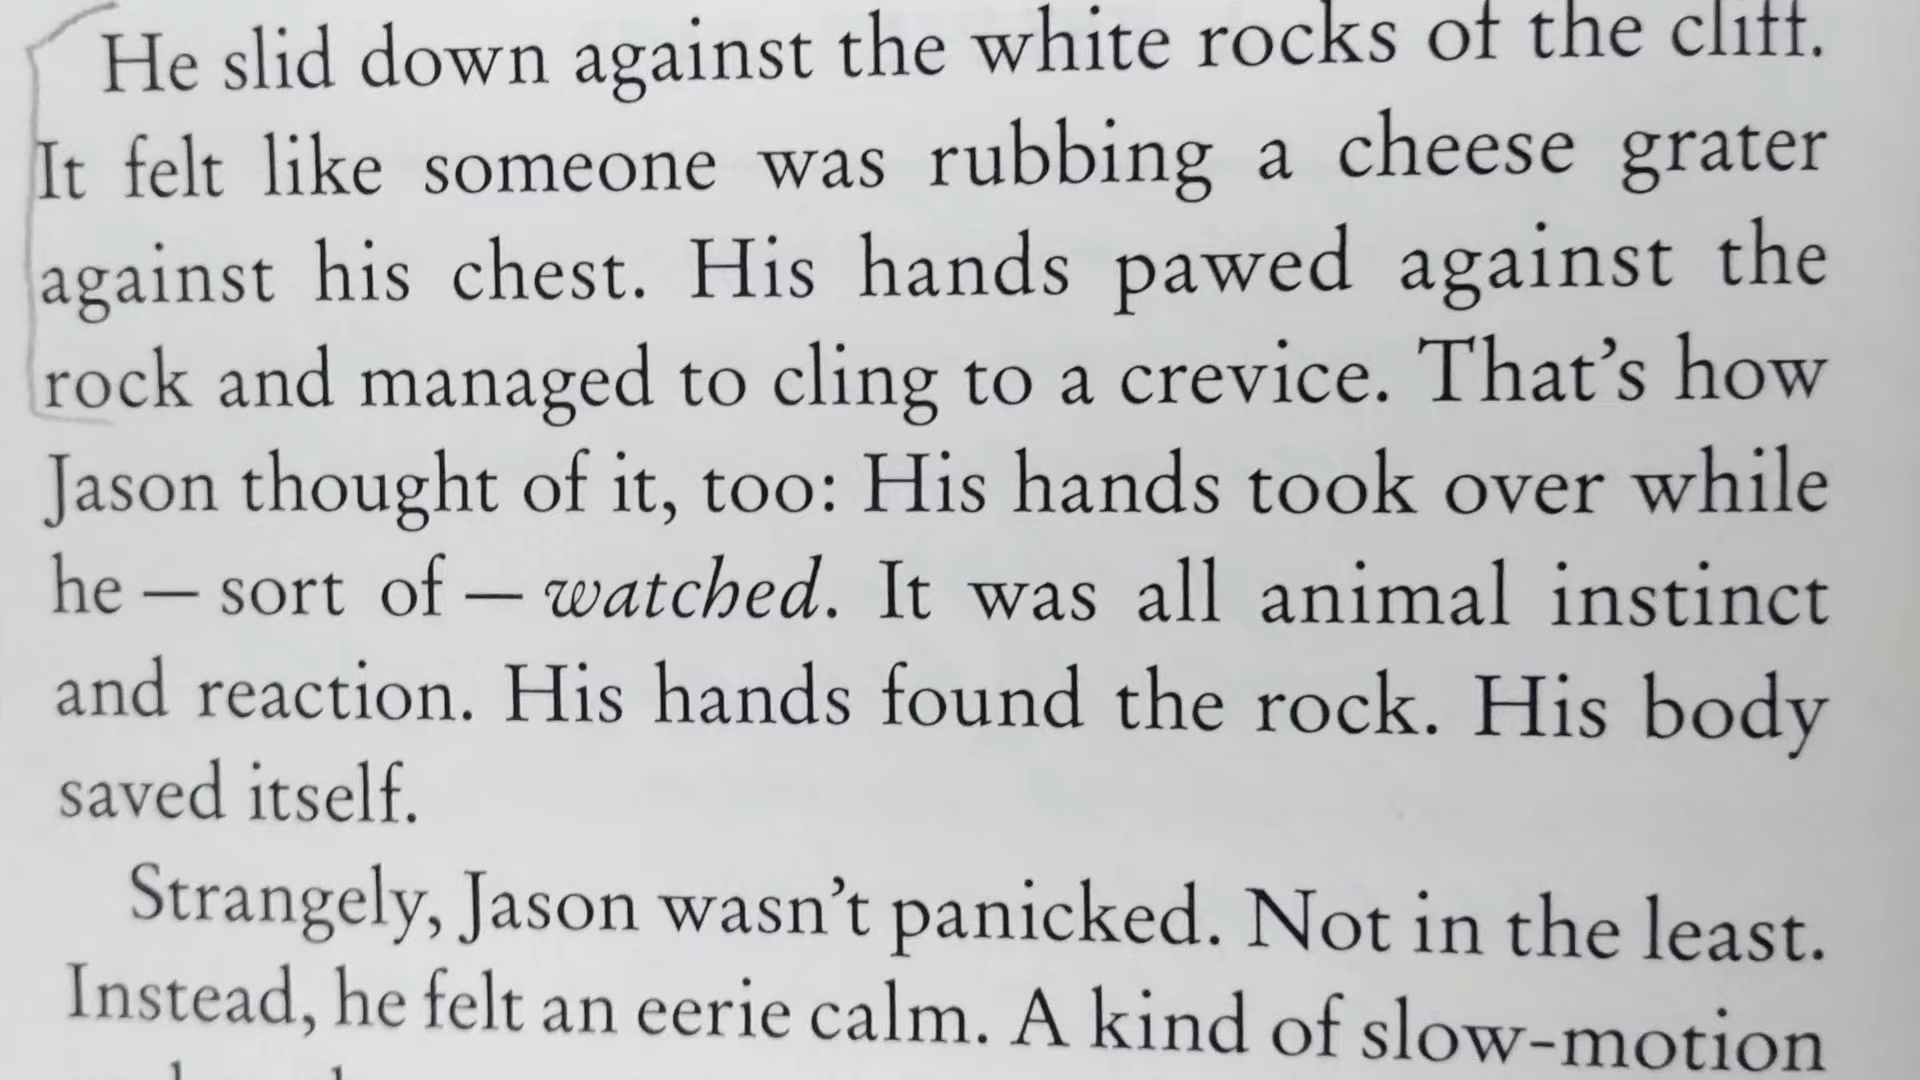 He slid down against the white rocks of the cliff.
It felt like someone was rubbing a cheese grater
against his chest. His hands pawed against the
rock and managed to cling to a crevice. That’s how
Jason thought of it, too: His hands took over while
he — sort of — watched. It was all animal instinct
and reaction. His hands found the rock. His body
saved itself.
Strangely, Jason wasn’t panicked. Not in the least.
Instead, he felt an eerie calm. A kind of slow-motion